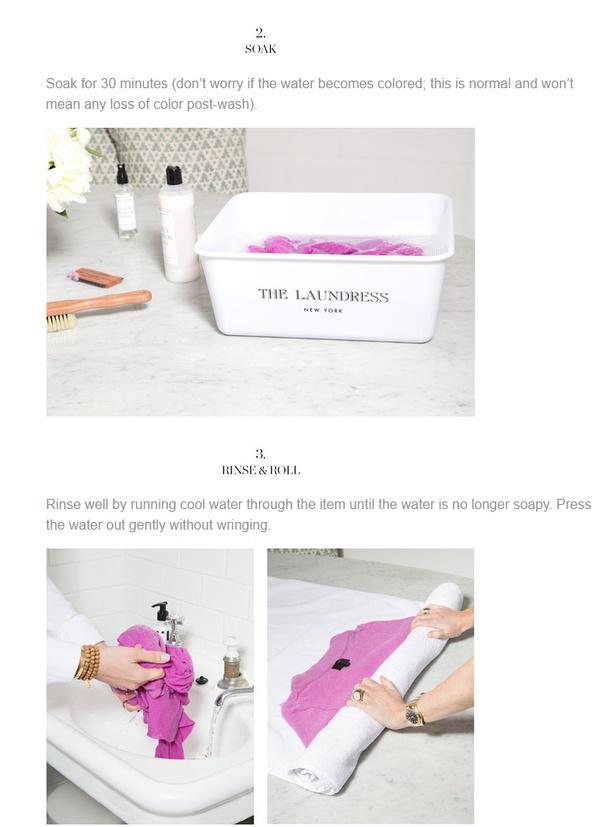 2.
SOAK
Soak for 30 minutes (don’t worry if the water becomes colored; this is normal and won’t
mean any loss of color post-wash).
THE LAUNDRESS
NEW YORK
3.
RINSE & ROLL
Rinse well by running cool water through the item until the water is no longer soapy. Press
the water out gently without wringing.